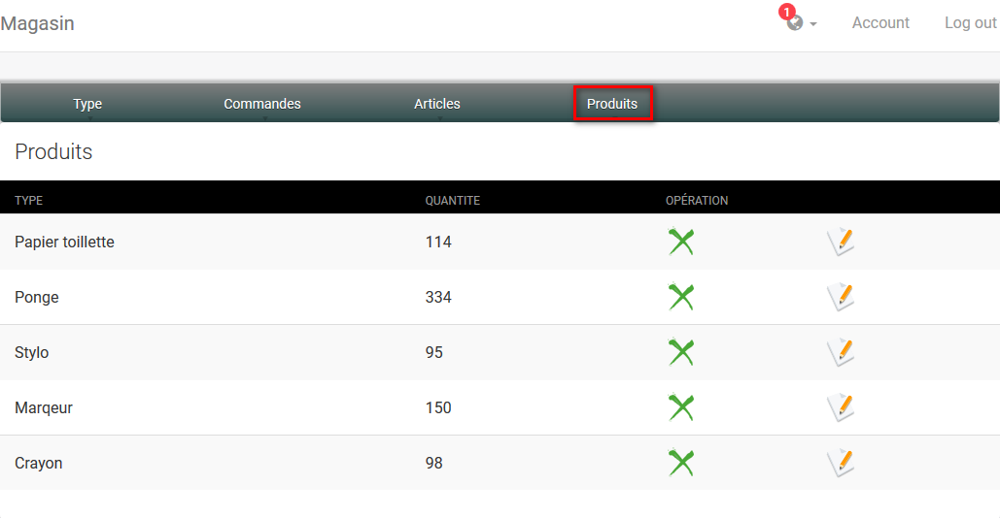 Magasin 1 Account Log out
Type Commandes Articles Produits
Produits
TYPE QUANTITE OPÉRATION
Papier toillette 114
Ponge 334
Stylo 95
Marqeur 150
Crayon 98